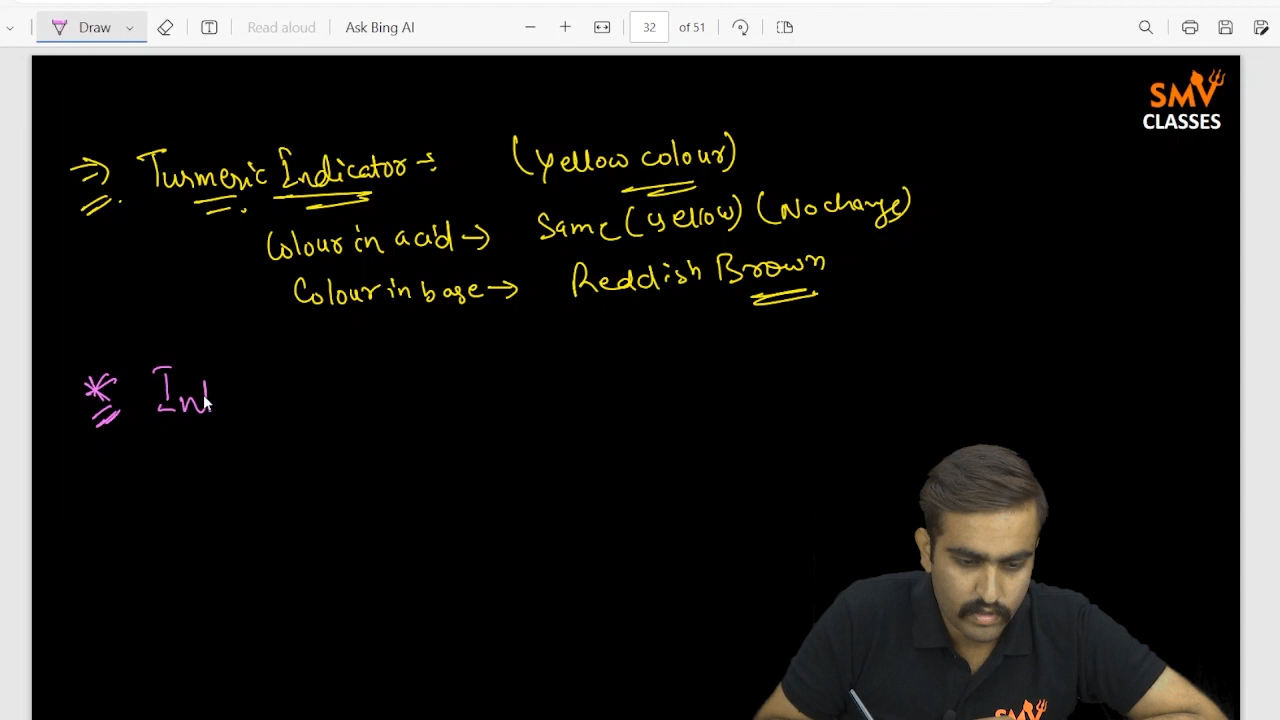 Draw
Read aloud
Ask Bing AI
32 of 51
SMV
CLASSES
⇒ Turmeric Indicator :- (Yellow colour)
Colour in acid → Same (yellow) (No change)
Colour in base → Reddish Brown
* In
SMV